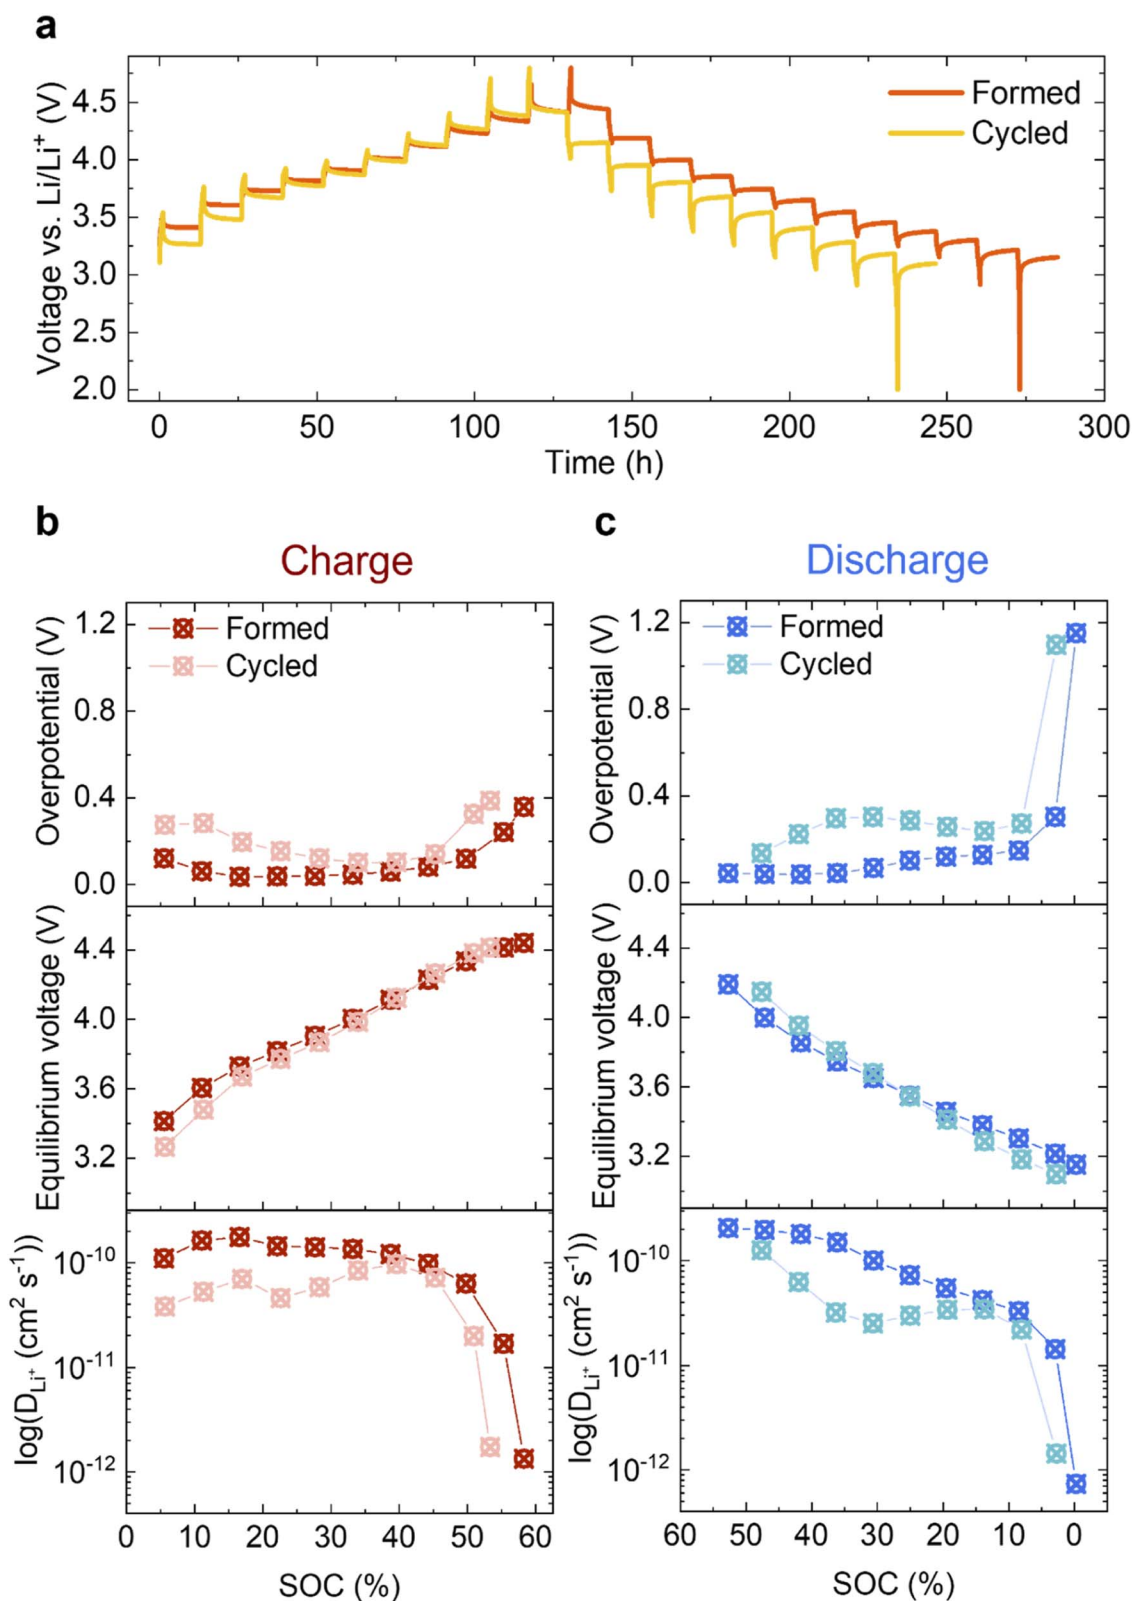 a
Voltage vs. Li/Li⁺ (V)
4.5
4.0
3.5
3.0
2.5
2.0
Formed
Cycled
0 50 100 150 200 250 300
Time (h)
b
Charge
Overpotential (V)
1.2
0.8
0.4
0.0
Formed
Cycled
Equilibrium voltage (V)
4.4
4.0
3.6
3.2
log(D_Li⁺ (cm² s⁻¹))
10⁻¹⁰
10⁻¹¹
10⁻¹²
0 10 20 30 40 50 60
SOC (%)
c
Discharge
Overpotential (V)
1.2
0.8
0.4
0.0
Formed
Cycled
Equilibrium voltage (V)
4.4
4.0
3.6
3.2
log(D_Li⁺ (cm² s⁻¹))
10⁻¹⁰
10⁻¹¹
10⁻¹²
60 50 40 30 20 10 0
SOC (%)